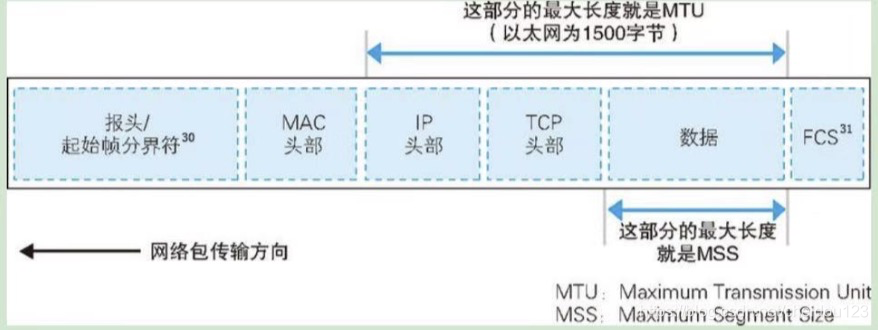 这部分的最大长度就是MTU
（以太网为1500字节）
报头/
起始帧分界符30
MAC
头部
IP
头部
TCP
头部
数据
FCS31
这部分的最大长度
就是MSS
网络包传输方向
MTU：Maximum Transmission Unit
MSS：Maximum Segment Size